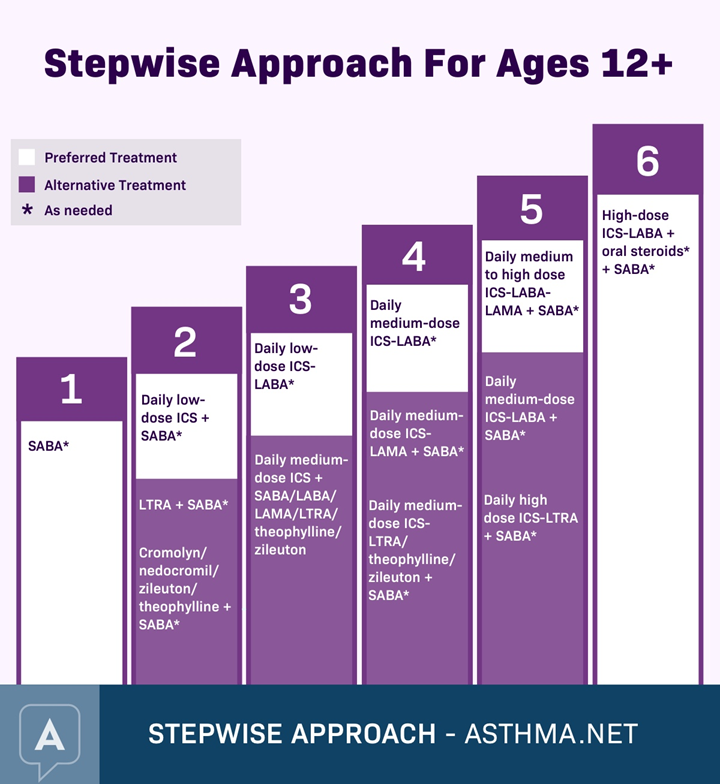 Stepwise Approach For Ages 12+
Preferred Treatment
Alternative Treatment
* As needed
1
SABA*
2
Daily low-
dose ICS +
SABA*
LTRA + SABA*
Cromolyn/
nedocromil/
zileuton/
theophylline +
SABA*
3
Daily low-
dose ICS-
LABA*
Daily medium-
dose ICS +
SABA/LABA/
LAMA/LTRA/
theophylline/
zileuton
4
Daily
medium-dose
ICS-LABA*
Daily medium-
dose ICS-
LAMA + SABA*
Daily medium-
dose ICS-
LTRA/
theophylline/
zileuton +
SABA*
5
Daily medium
to high dose
ICS-LABA-
LAMA + SABA*
Daily
medium-dose
ICS-LABA +
SABA*
Daily high
dose ICS-LTRA
+ SABA*
6
High-dose
ICS-LABA +
oral steroids*
+ SABA*
A
STEPWISE APPROACH - ASTHMA.NET